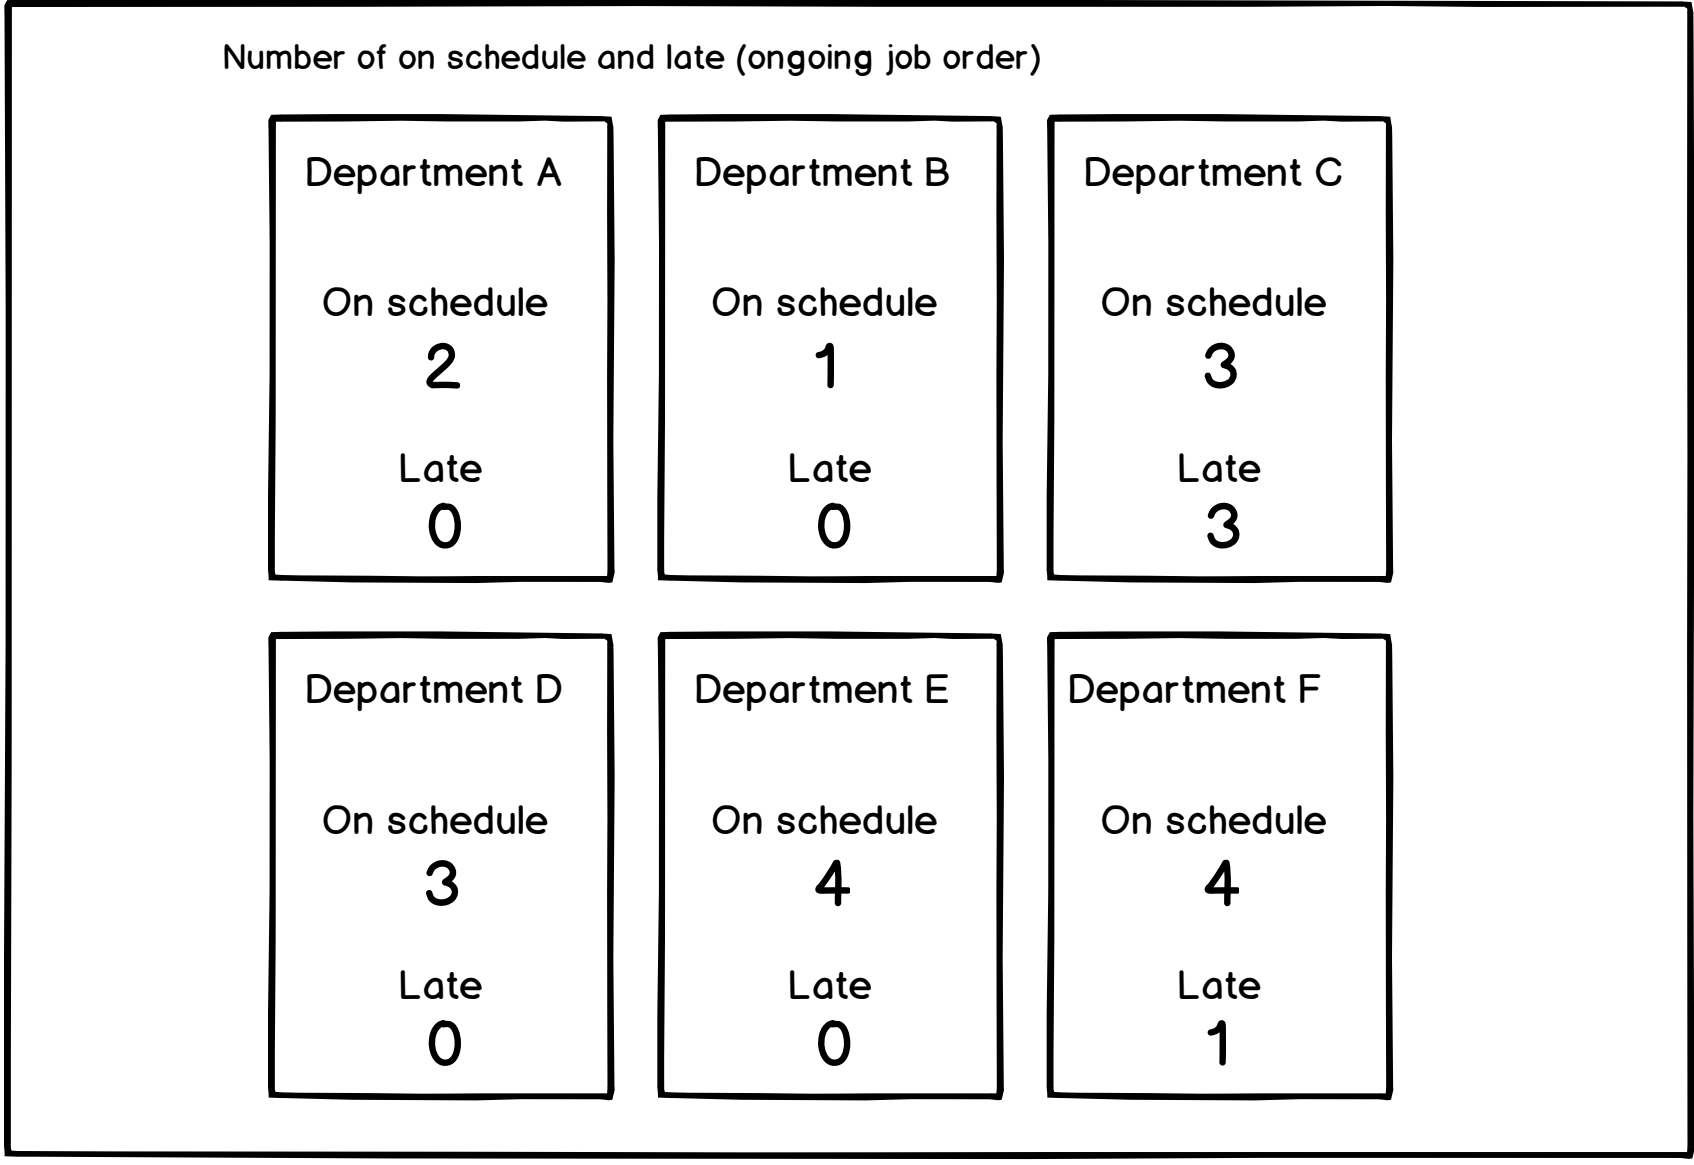 Number of on schedule and late (ongoing job order)
Department A
On schedule
2
Late
0
Department B
On schedule
1
Late
0
Department C
On schedule
3
Late
3
Department D
On schedule
3
Late
0
Department E
On schedule
4
Late
0
Department F
On schedule
4
Late
1